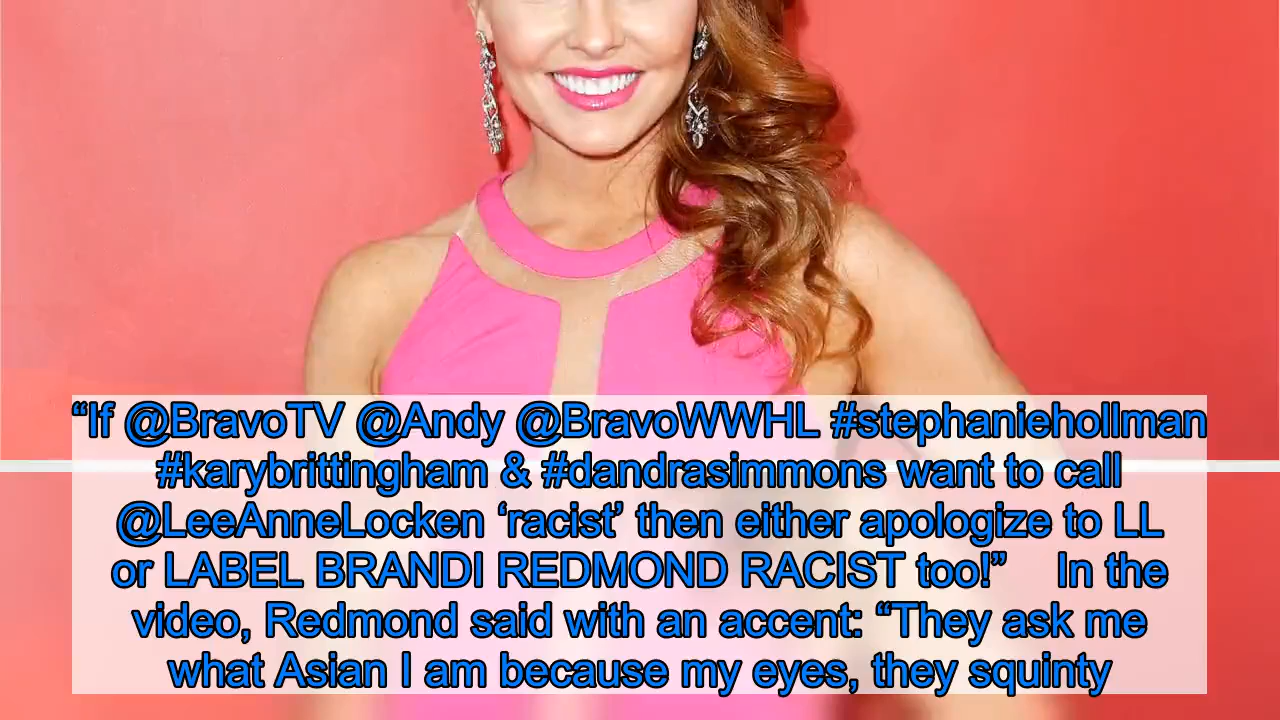 “If @BravoTV @Andy @BravoWWHL #stephaniehollman
#karybrittingham & #dandrasimmons want to call
@LeeAnneLocken ‘racist’ then either apologize to LL
or LABEL BRANDI REDMOND RACIST too!”    In the
video, Redmond said with an accent: “They ask me
what Asian I am because my eyes, they squinty